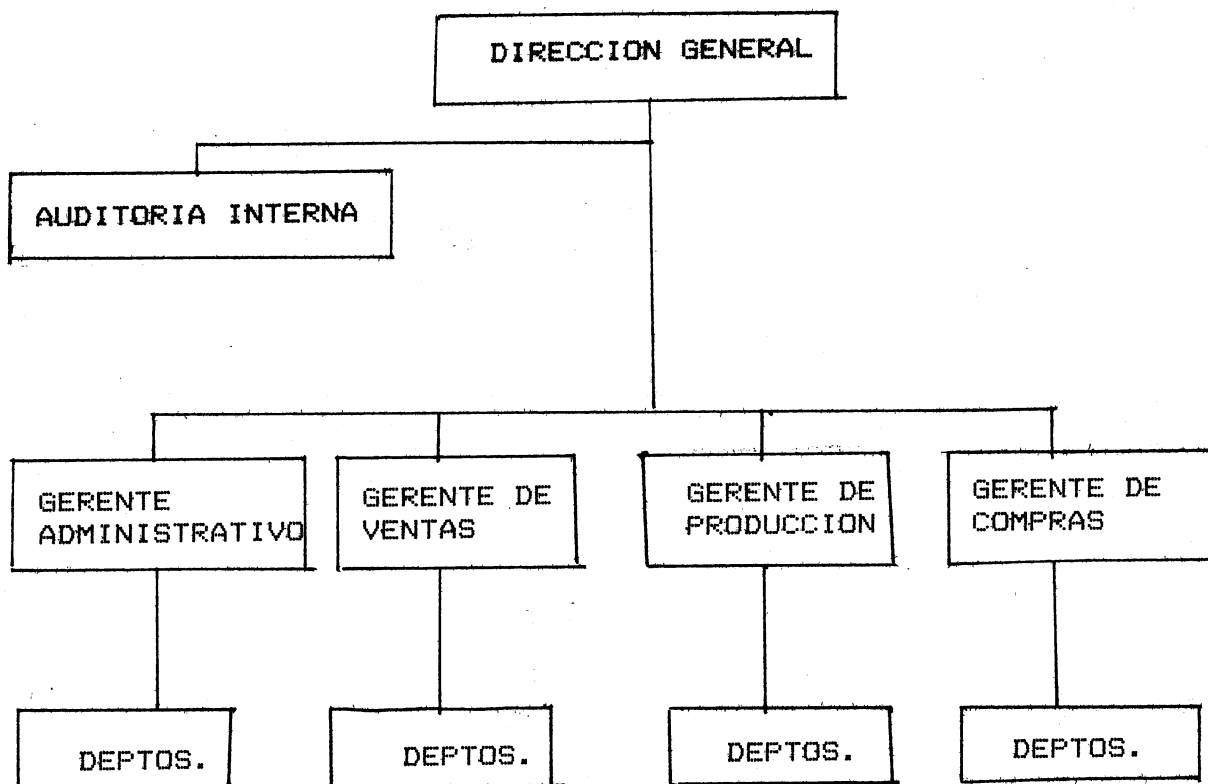 DIRECCION GENERAL
AUDITORIA INTERNA
GERENTE
ADMINISTRATIVO
GERENTE DE
VENTAS
GERENTE DE
PRODUCCION
GERENTE DE
COMPRAS
DEPTOS.
DEPTOS.
DEPTOS.
DEPTOS.